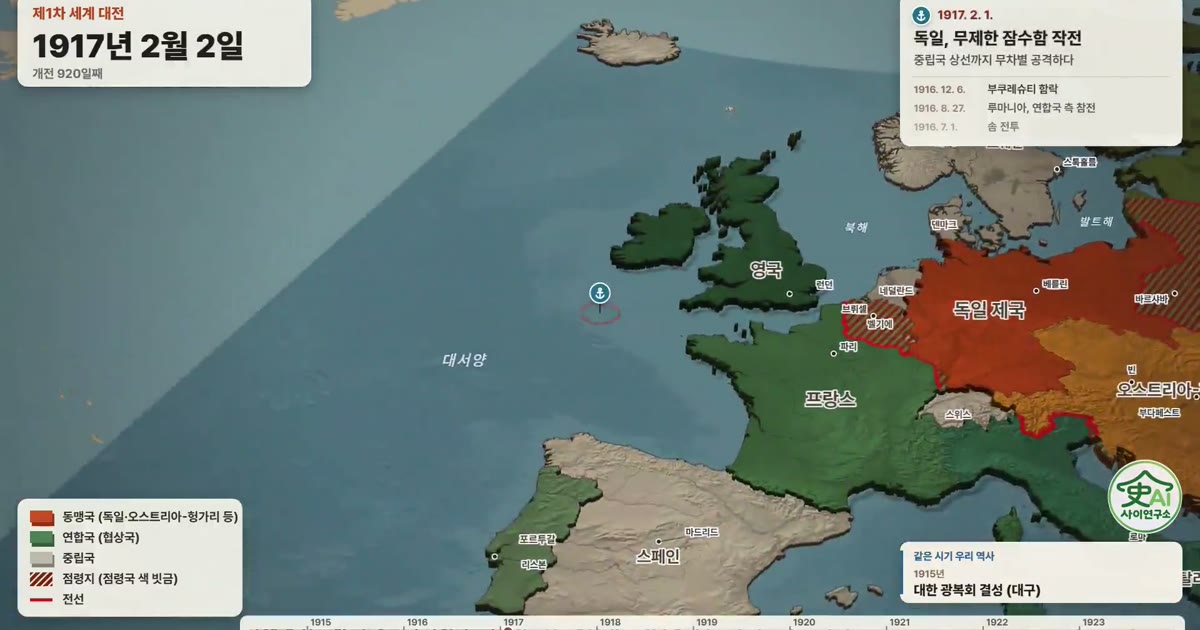 제1차 세계 대전
1917년 2월 2일
개전 920일째
1917. 2. 1.
독일, 무제한 잠수함 작전
중립국 상선까지 무차별 공격하다
1916. 12. 6. 부쿠레슈티 함락
1916. 8. 27. 루마니아, 연합국 측 참전
1916. 7. 1. 솜 전투
스톡홀름
북해
덴마크
발트해
영국
런던
네덜란드
베를린
바르샤바
브뤼셀
벨기에
독일 제국
대서양
파리
빈
오스트리아-
부다페스트
프랑스
스위스
포르투갈
리스본
마드리드
스페인
로마
史Ai
사이연구소
동맹국 (독일·오스트리아-헝가리 등)
연합국 (협상국)
중립국
점령지 (점령국 색 빗금)
전선
같은 시기 우리 역사
1915년
대한 광복회 결성 (대구)
1915 1916 1917 1918 1919 1920 1921 1922 1923